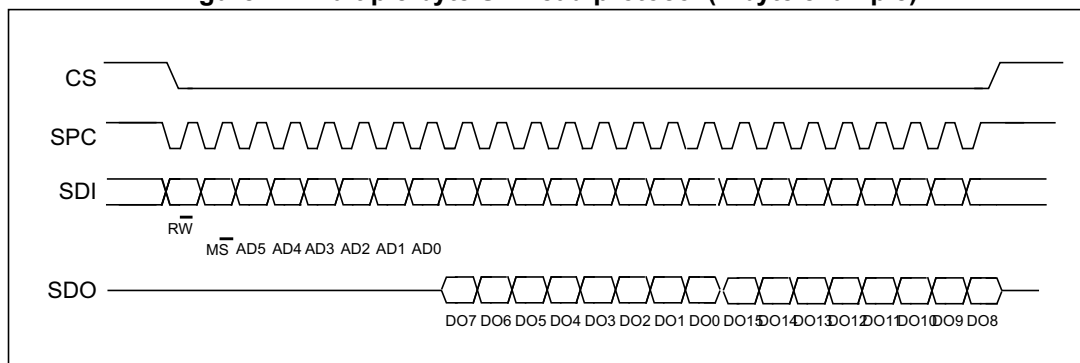 CS
SPC
SDI
RW̅
MS̅ AD5 AD4 AD3 AD2 AD1 AD0
SDO
DO7 DO6 DO5 DO4 DO3 DO2 DO1 DO0 DO15 DO14 DO13 DO12 DO11 DO10 DO9 DO8